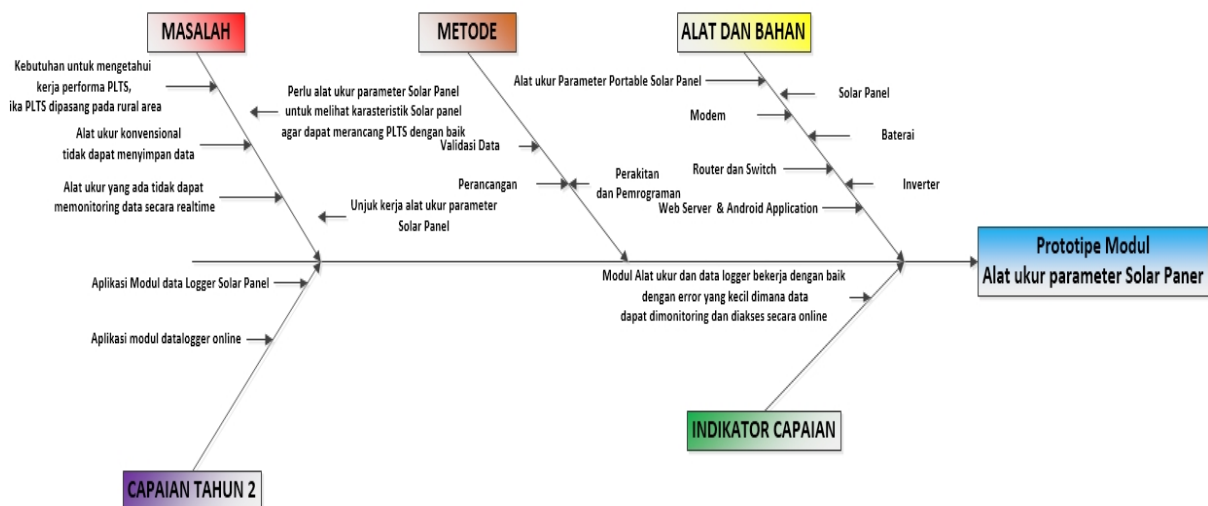 MASALAH
Kebutuhan untuk mengetahui
kerja performa PLTS,
ika PLTS dipasang pada rural area
Perlu alat ukur parameter Solar Panel
untuk melihat karasteristik Solar panel
agar dapat merancang PLTS dengan baik
Alat ukur konvensional
tidak dapat menyimpan data
Alat ukur yang ada tidak dapat
memonitoring data secara realtime
Unjuk kerja alat ukur parameter
Solar Panel
METODE
Validasi Data
Perancangan
Perakitan
dan Pemrograman
ALAT DAN BAHAN
Alat ukur Parameter Portable Solar Panel
Solar Panel
Modem
Baterai
Router dan Switch
Inverter
Web Server & Android Application
Prototipe Modul
Alat ukur parameter Solar Paner
Aplikasi Modul data Logger Solar Panel
Aplikasi modul datalogger online
CAPAIAN TAHUN 2
Modul Alat ukur dan data logger bekerja dengan baik
dengan error yang kecil dimana data
dapat dimonitoring dan diakses secara online
INDIKATOR CAPAIAN